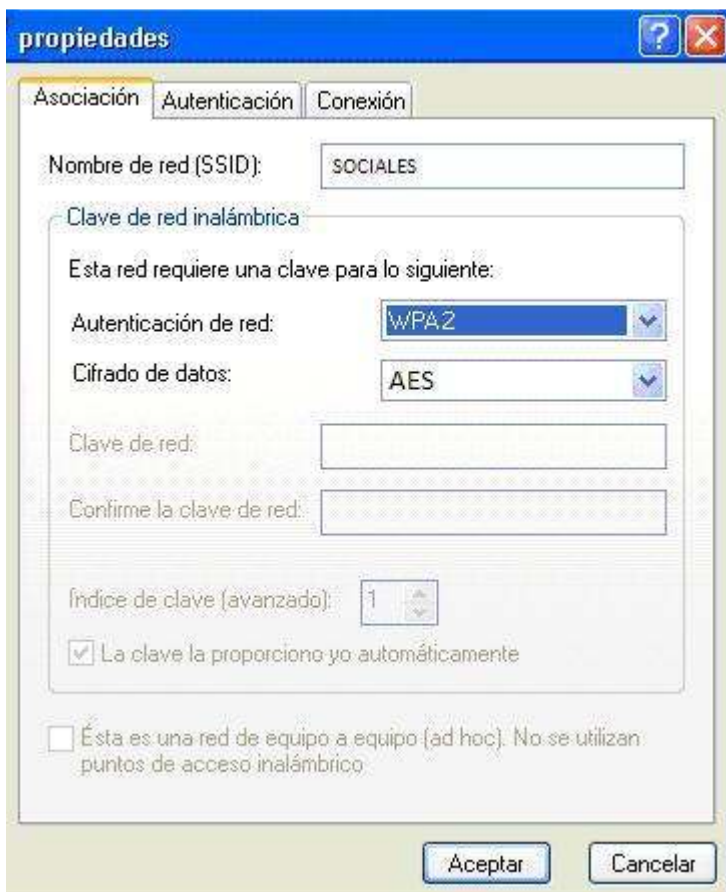 propiedades
Asociación Autenticación Conexión
Nombre de red (SSID): SOCIALES
Clave de red inalámbrica
Esta red requiere una clave para lo siguiente:
Autenticación de red: WPA2
Cifrado de datos: AES
Clave de red:
Confirme la clave de red:
Índice de clave (avanzado): 1
La clave la proporciono yo automáticamente
Ésta es una red de equipo a equipo (ad hoc). No se utilizan
puntos de acceso inalámbrico
Aceptar Cancelar